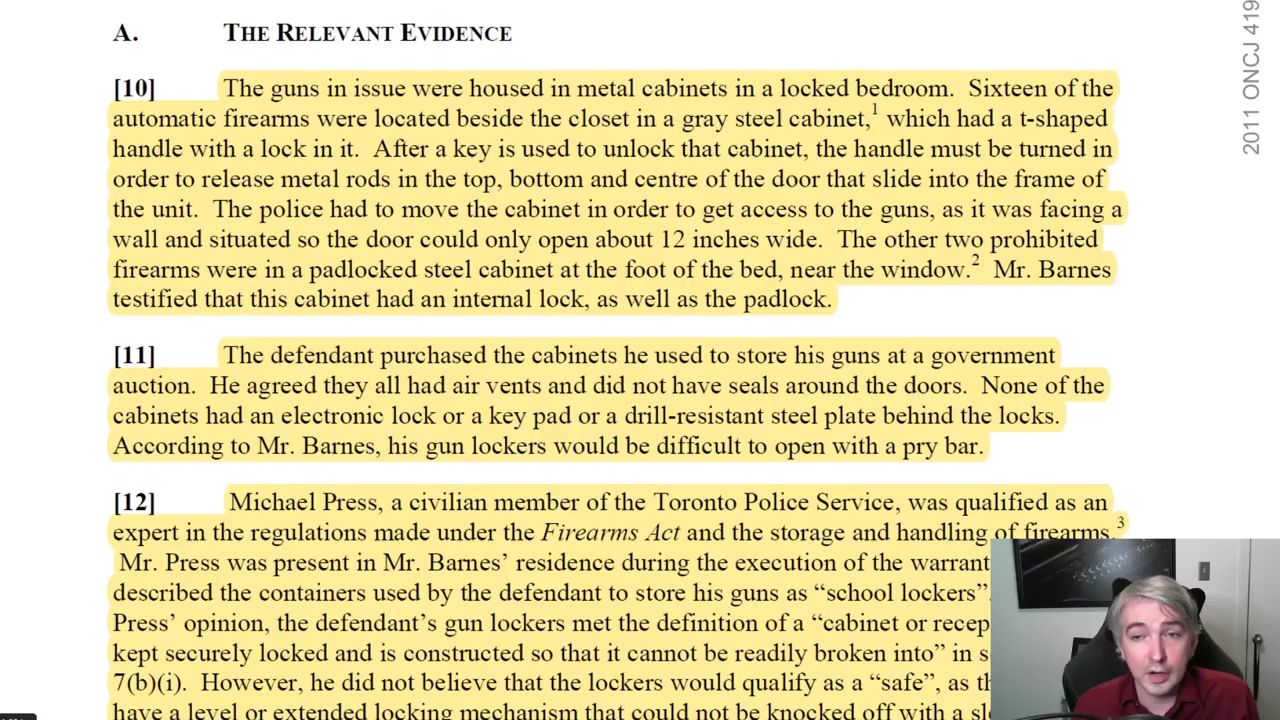 A. THE RELEVANT EVIDENCE
2011 ONCJ 419
[10] The guns in issue were housed in metal cabinets in a locked bedroom. Sixteen of the
automatic firearms were located beside the closet in a gray steel cabinet,1 which had a t-shaped
handle with a lock in it. After a key is used to unlock that cabinet, the handle must be turned in
order to release metal rods in the top, bottom and centre of the door that slide into the frame of
the unit. The police had to move the cabinet in order to get access to the guns, as it was facing a
wall and situated so the door could only open about 12 inches wide. The other two prohibited
firearms were in a padlocked steel cabinet at the foot of the bed, near the window.2 Mr. Barnes
testified that this cabinet had an internal lock, as well as the padlock.
[11] The defendant purchased the cabinets he used to store his guns at a government
auction. He agreed they all had air vents and did not have seals around the doors. None of the
cabinets had an electronic lock or a key pad or a drill-resistant steel plate behind the locks.
According to Mr. Barnes, his gun lockers would be difficult to open with a pry bar.
[12] Michael Press, a civilian member of the Toronto Police Service, was qualified as an
expert in the regulations made under the Firearms Act and the storage and handling of firearms.3
Mr. Press was present in Mr. Barnes' residence during the execution of the warrant
described the containers used by the defendant to store his guns as “school lockers”.
Press' opinion, the defendant's gun lockers met the definition of a “cabinet or
kept securely locked and is constructed so that it cannot be readily broken into” in
7(b)(i). However, he did not believe that the lockers would qualify as a “safe”, as
have a level or extended locking mechanism that could not be knocked off with a